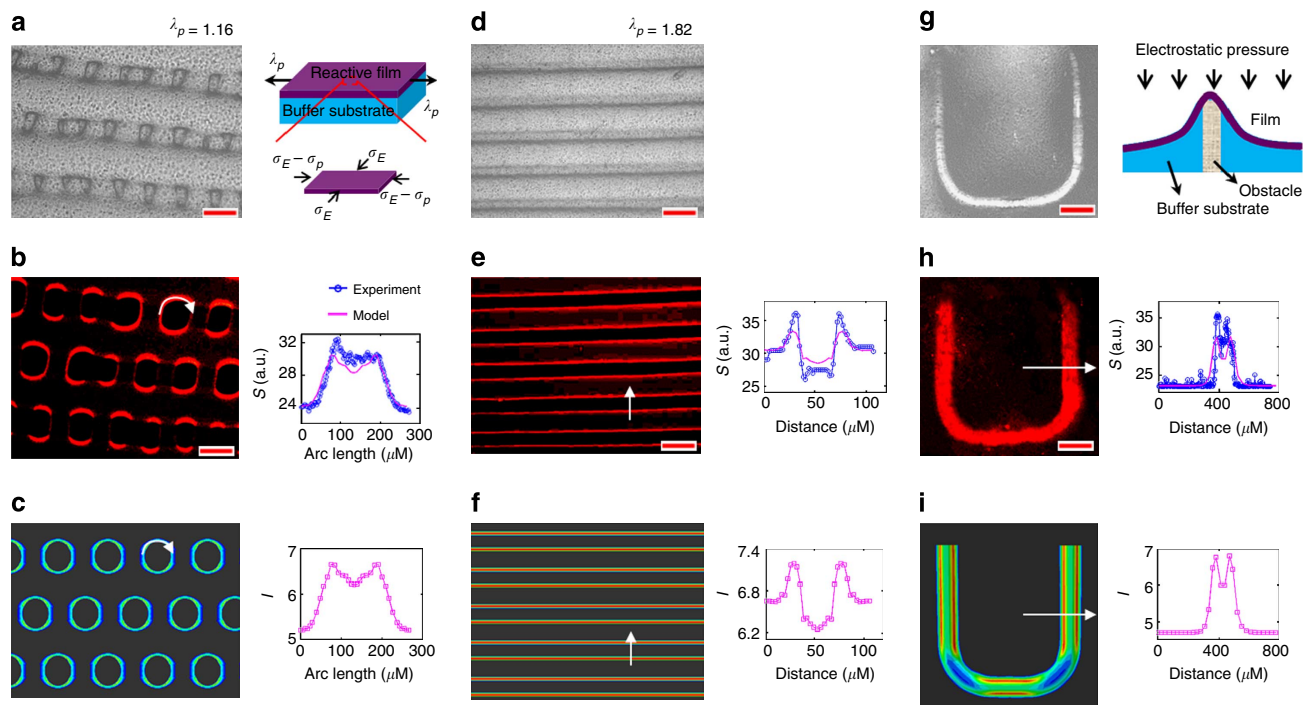 a
λp = 1.16
λp
Reactive film
Buffer substrate
λp
σE – σp
σE
σE
σE – σp
d
λp = 1.82
g
Electrostatic pressure
Film
Obstacle
Buffer substrate
b
Experiment
Model
S (a.u.)
32
28
24
0 100 200 300
Arc length (μM)
e
S (a.u.)
35
30
25
0 50 100
Distance (μM)
h
S (a.u.)
35
30
25
0 400 800
Distance (μM)
c
I
7
6
5
0 100 200 300
Arc length (μM)
f
I
7.4
6.8
6.2
0 50 100
Distance (μM)
i
I
7
6
5
0 400 800
Distance (μM)